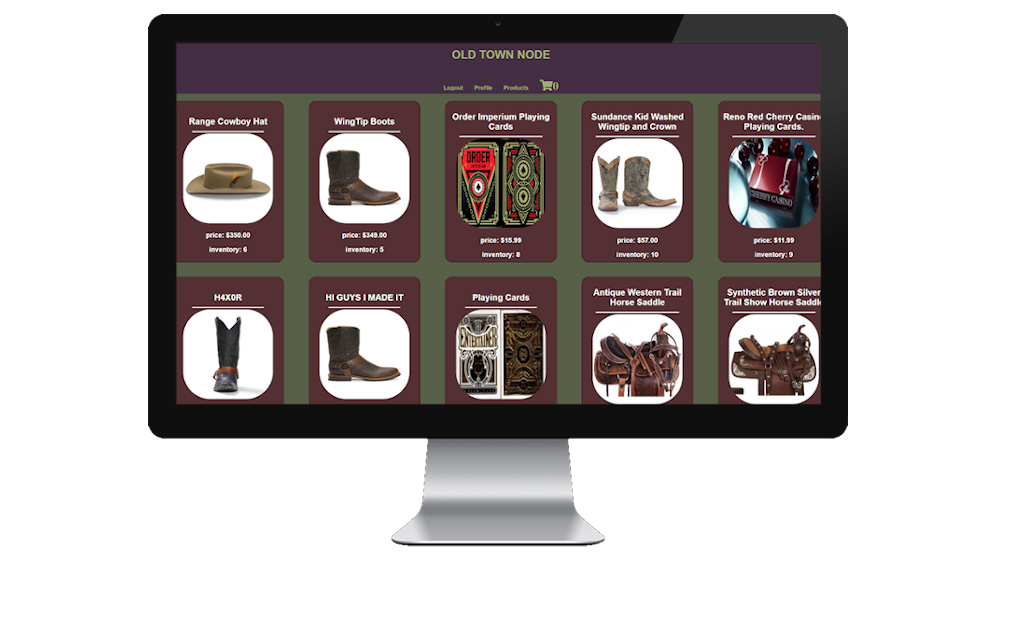 OLD TOWN NODE
Logout Profile Products 0
Range Cowboy Hat
price: $350.00
inventory: 6
WingTip Boots
price: $349.00
inventory: 5
Order Imperium Playing
Cards
ORDER
price: $15.99
inventory: 8
Sundance Kid Washed
Wingtip and Crown
price: $57.00
inventory: 10
Reno Red Cherry Casino
Playing Cards.
CHERRY CASINO
price: $11.99
inventory: 9
H4X0R
HI GUYS I MADE IT
Playing Cards
ENTERTAINER
Antique Western Trail
Horse Saddle
Synthetic Brown Silver
Trail Show Horse Saddle